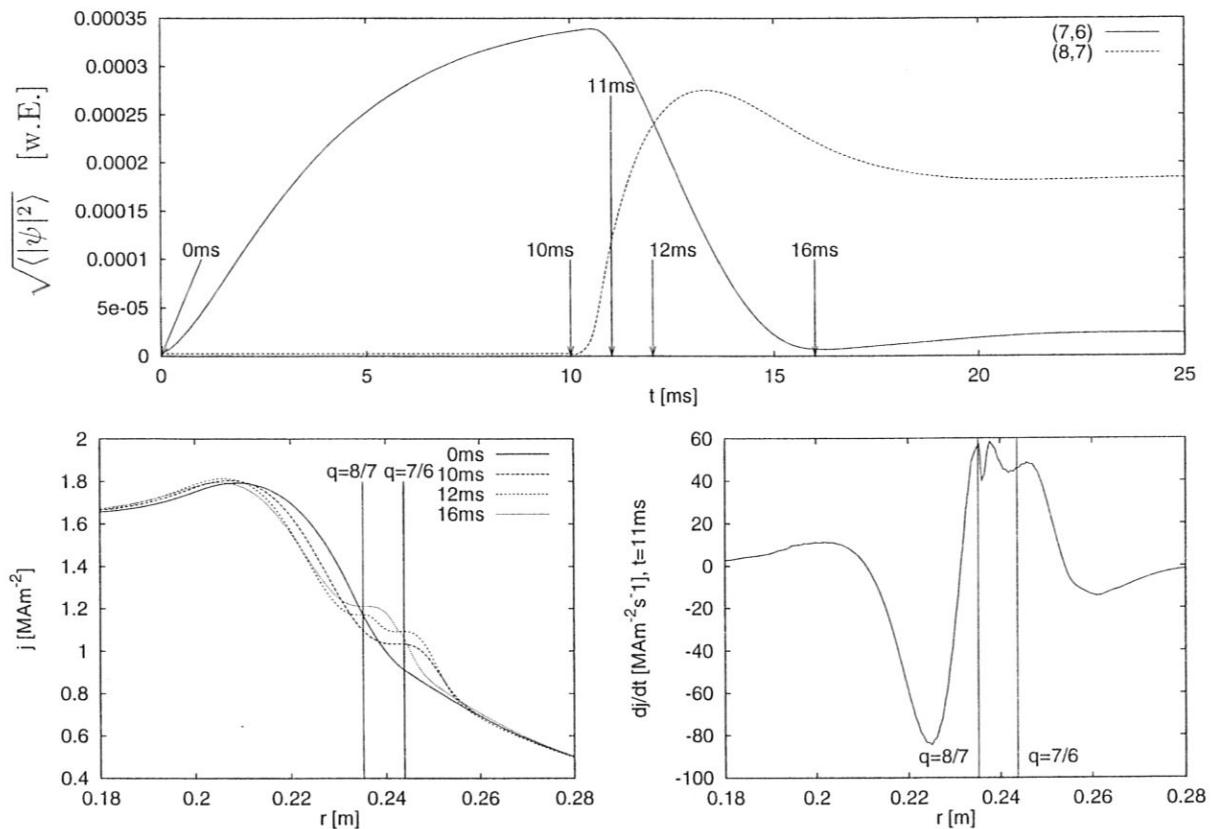 0.00035
0.0003
0.00025
0.0002
0.00015
0.0001
5e-05
0
√⟨|ψ|²⟩ [w.E.]
(7,6)
(8,7)
0ms
10ms
11ms
12ms
16ms
0 5 10 15 20 25
t [ms]
2
1.8
1.6
1.4
1.2
1
0.8
0.6
0.4
j [MAm⁻²]
q=8/7 q=7/6
0ms
10ms
12ms
16ms
0.18 0.2 0.22 0.24 0.26 0.28
r [m]
60
40
20
0
-20
-40
-60
-80
-100
dj/dt [MAm⁻²s⁻1], t=11ms
q=8/7 q=7/6
0.18 0.2 0.22 0.24 0.26 0.28
r [m]